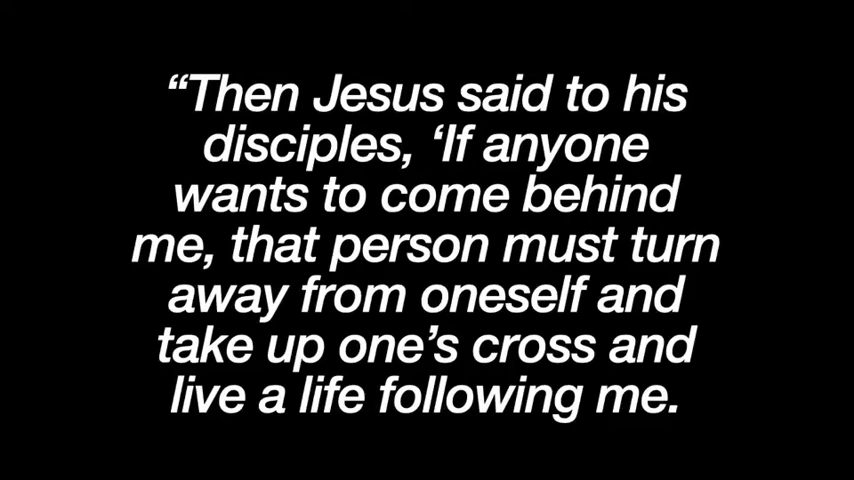 “Then Jesus said to his
disciples, ‘If anyone
wants to come behind
me, that person must turn
away from oneself and
take up one’s cross and
live a life following me.